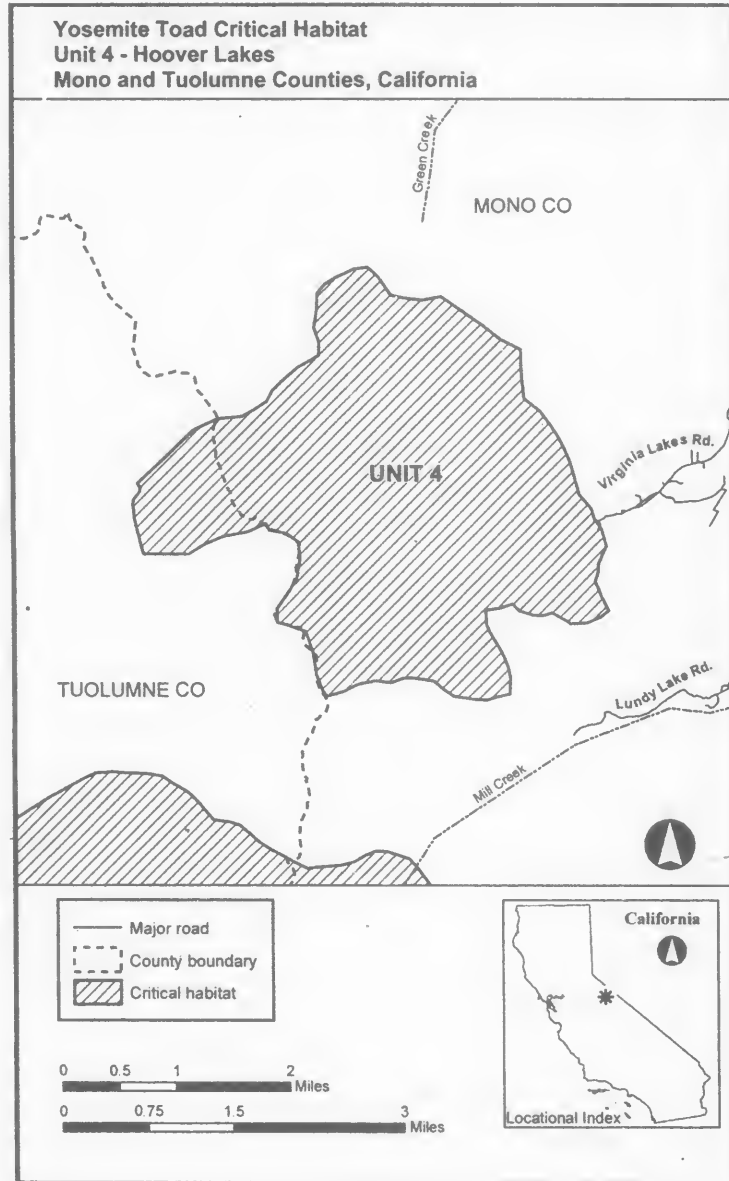 Yosemite Toad Critical Habitat
Unit 4 - Hoover Lakes
Mono and Tuolumne Counties, California
Green Creek
MONO CO
Virginia Lakes Rd.
UNIT 4
TUOLUMNE CO
Lundy Lake Rd.
Mill Creek
Major road
County boundary
Critical habitat
California
Locational Index
0 0.5 1 2
Miles
0 0.75 1.5 3
Miles